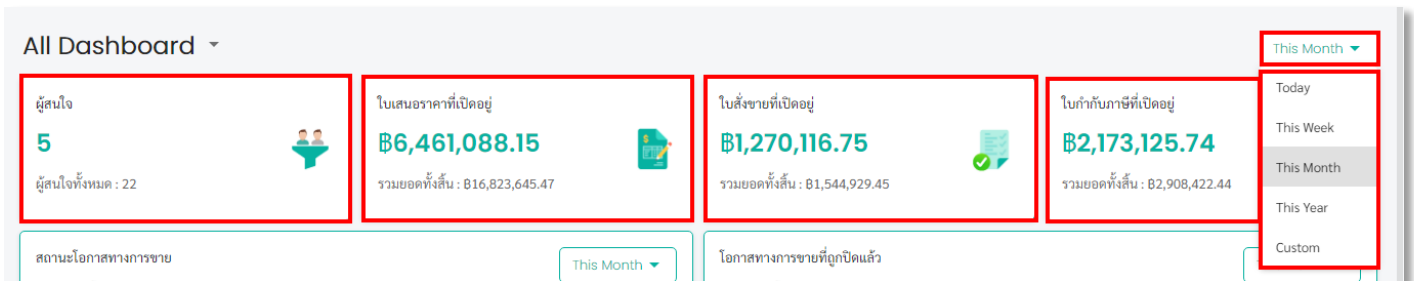 All Dashboard
This Month
ผู้สนใจ
5
ผู้สนใจทั้งหมด : 22
ใบเสนอราคาที่เปิดอยู่
฿6,461,088.15
รวมยอดทั้งสิ้น : ฿16,823,645.47
ใบสั่งขายที่เปิดอยู่
฿1,270,116.75
รวมยอดทั้งสิ้น : ฿1,544,929.45
ใบกำกับภาษีที่เปิดอยู่
฿2,173,125.74
รวมยอดทั้งสิ้น : ฿2,908,422.44
Today
This Week
This Month
This Year
Custom
สถานะโอกาสทางการขาย
This Month
โอกาสทางการขายที่ถูกปิดแล้ว